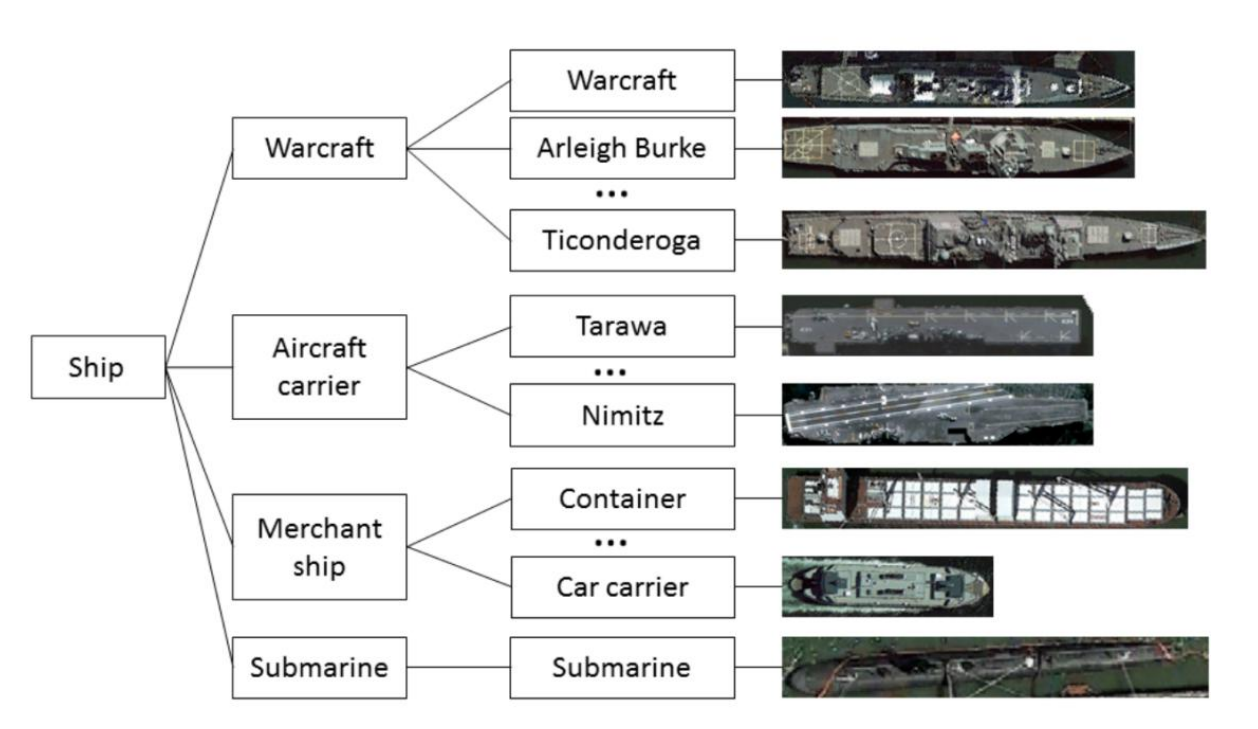 Ship
Warcraft
Aircraft
carrier
Merchant
ship
Submarine
Warcraft
Arleigh Burke
...
Ticonderoga
Tarawa
...
Nimitz
Container
...
Car carrier
Submarine